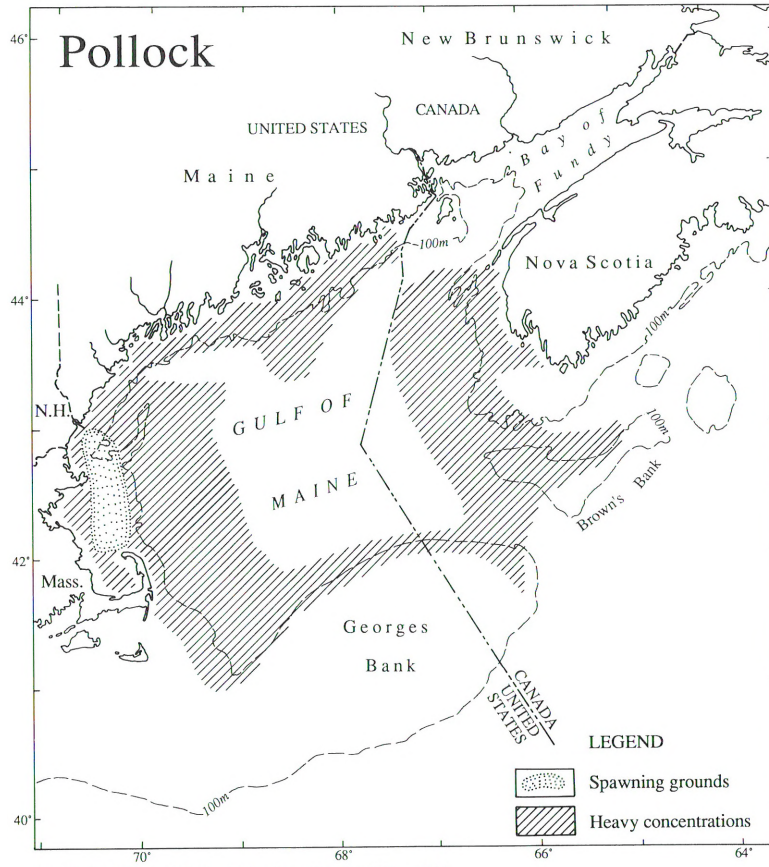 Pollock
46°
New Brunswick
CANADA
UNITED STATES
Bay of
Fundy
Maine
100m
Nova Scotia
44°
100m
N.H.
GULF OF
MAINE
100m
Brown's Bank
42°
Mass.
Georges
Bank
CANADA
UNITED
STATES
LEGEND
Spawning grounds
Heavy concentrations
100m
40°
70°
68°
66°
64°